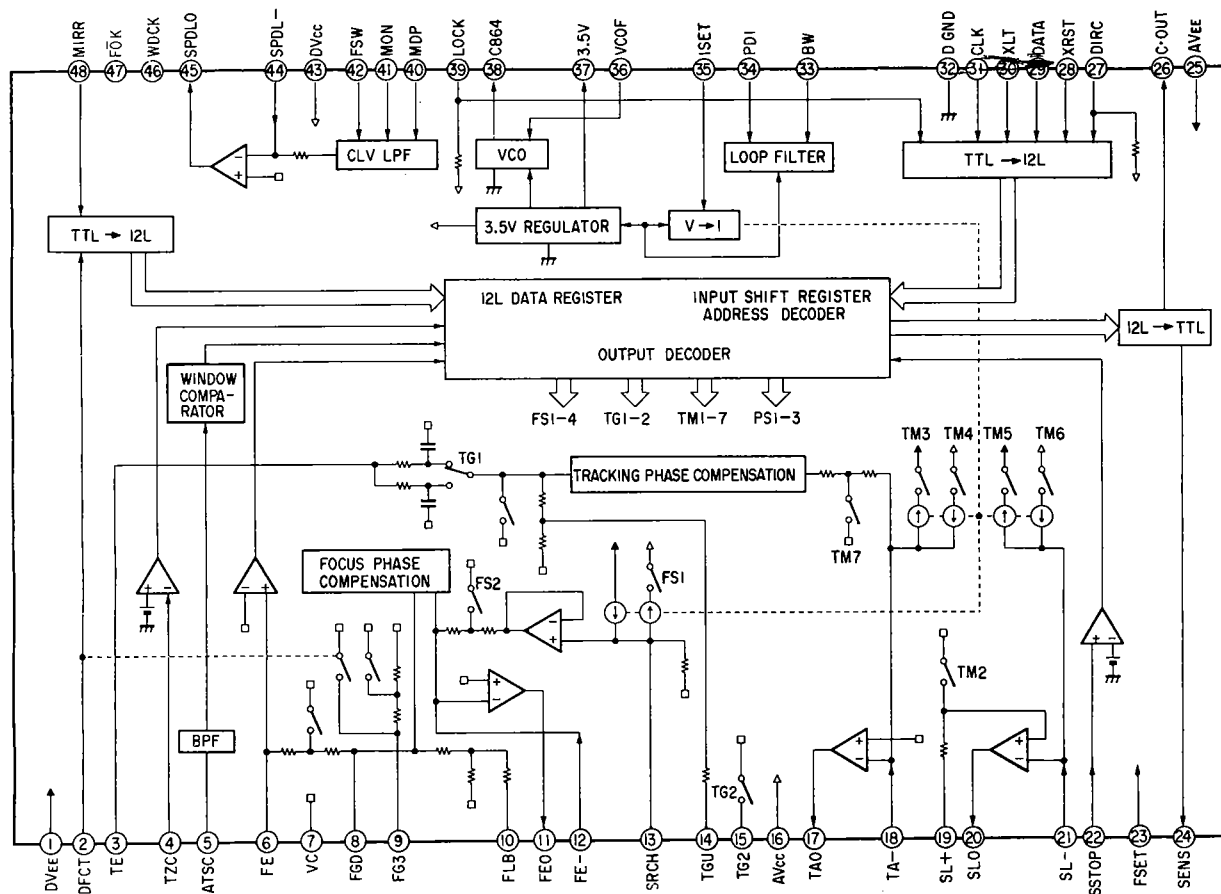 MIRR
F̅OK
WDCK
SPDLO
SPDL−
DVcc
FSW
MON
MDP
LOCK
C864
3.5V
VCOF
ISET
PDI
BW
D GND
CLK
XLT
DATA
XRST
DIRC
C·OUT
AVEE
48 47 46 45 44 43 42 41 40 39 38 37 36 35 34 33 32 31 30 29 28 27 26 25
CLV LPF
VCO
LOOP FILTER
TTL → I2L
TTL → I2L
3.5V REGULATOR
V → I
I2L DATA REGISTER
INPUT SHIFT REGISTER
ADDRESS DECODER
OUTPUT DECODER
I2L → TTL
WINDOW
COMPA-
RATOR
FS1-4
TG1-2
TM1-7
PS1-3
TG1
TRACKING PHASE COMPENSATION
TM3
TM4
TM5
TM6
TM7
FOCUS PHASE
COMPENSATION
FS2
FS1
TM2
BPF
TG2
1 2 3 4 5 6 7 8 9 10 11 12 13 14 15 16 17 18 19 20 21 22 23 24
DVEE
DFCT
TE
TZC
ATSC
FE
VC
FGD
FG3
FLB
FEO
FE−
SRCH
TGU
TG2
AVcc
TAO
TA−
SL+
SLO
SL−
SSTOP
FSET
SENS